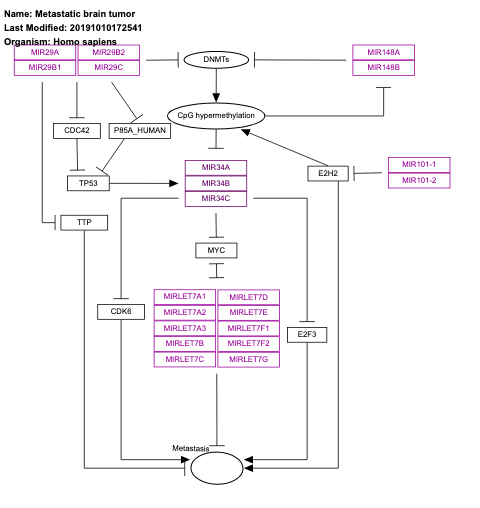 Name: Metastatic brain tumor
Last Modified: 20191010172541
Organism: Homo sapiens
MIR29A MIR29B2
MIR29B1 MIR29C
DNMTs
MIR148A
MIR148B
CpG hypermethylation
CDC42
P85A_HUMAN
MIR34A
MIR34B
MIR34C
TP53
E2H2
MIR101-1
MIR101-2
TTP
MYC
MIRLET7A1 MIRLET7D
MIRLET7A2 MIRLET7E
MIRLET7A3 MIRLET7F1
MIRLET7B MIRLET7F2
MIRLET7C MIRLET7G
CDK6
E2F3
Metastasis